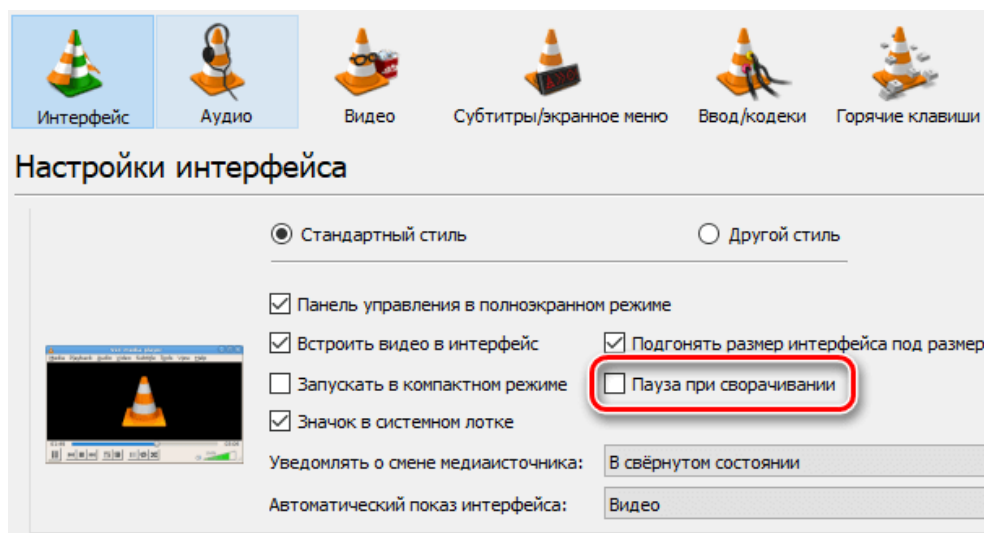 Интерфейс
Аудио
Видео
Субтитры/экранное меню
Ввод/кодеки
Горячие клавиши
Настройки интерфейса
Стандартный стиль
Другой стиль
Панель управления в полноэкранном режиме
Встроить видео в интерфейс
Подгонять размер интерфейса под размер
Запускать в компактном режиме
Пауза при сворачивании
Значок в системном лотке
Уведомлять о смене медиаисточника:
В свёрнутом состоянии
Автоматический показ интерфейса:
Видео